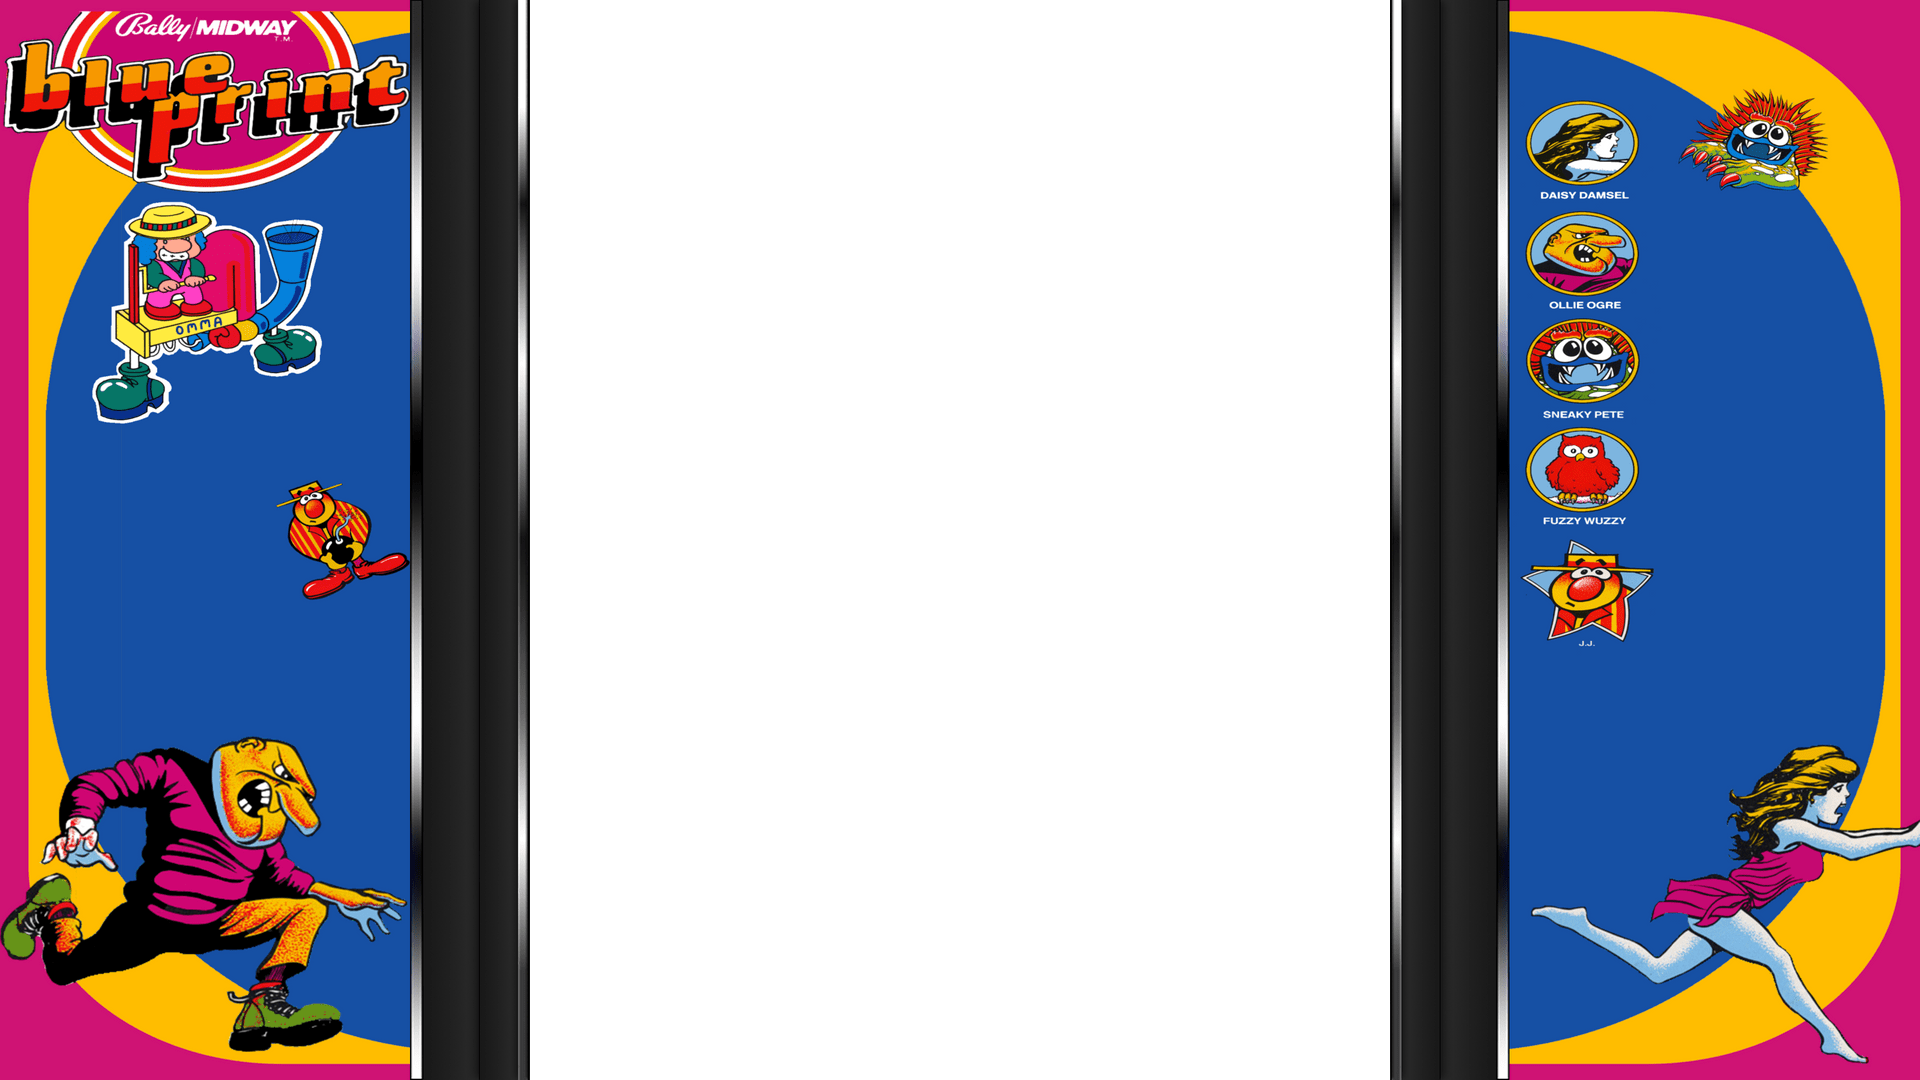 Bally/MIDWAY
T.M.
blue
print
OMMA
DAISY DAMSEL
OLLIE OGRE
SNEAKY PETE
FUZZY WUZZY
J.J.